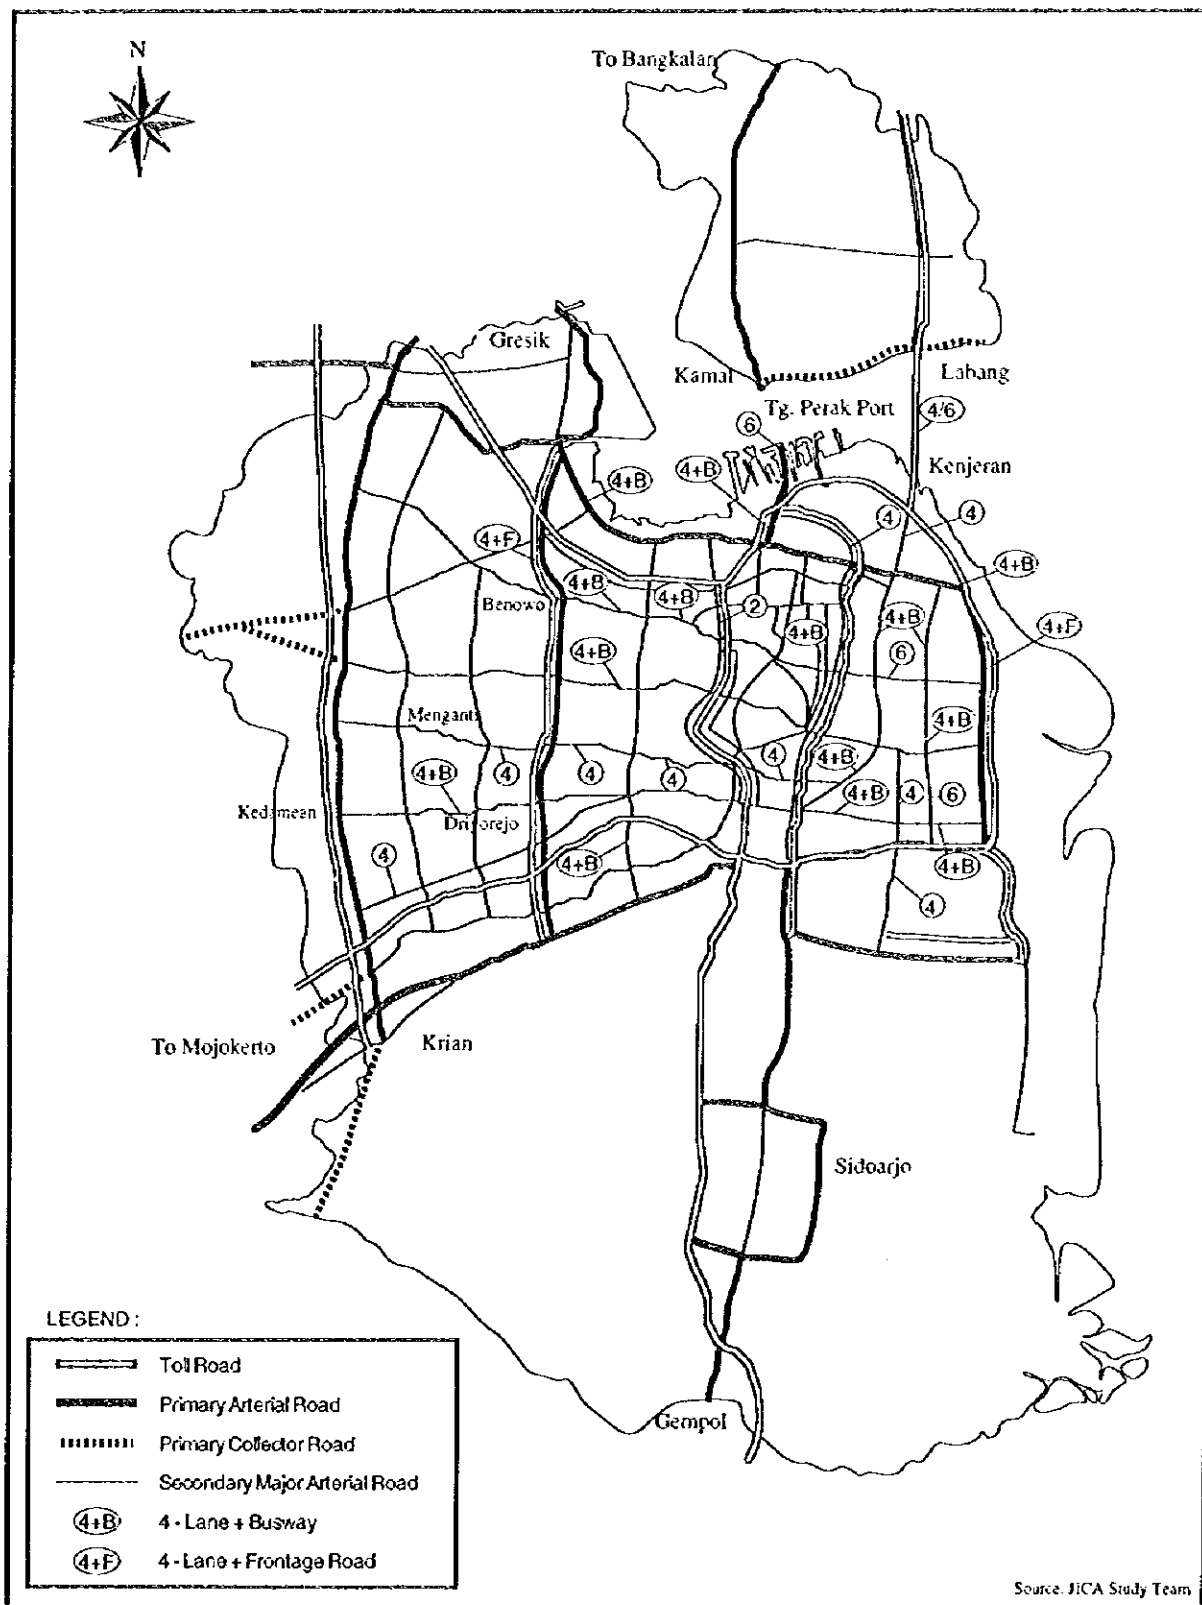 N
To Bangkalan
Gresik
Kamal
Labang
Tg. Perak Port
4/6
6
Kenjeran
4+B
4+B
4
4
4+F
4+B
4+B
4+B
Benowo
2
4+B
4+B
4+F
4+B
6
Menganti
4+B
4
4
4
4
4+B
4+B
Kedamean
Driyorejo
4+B
4
6
4
4+B
4+B
4
To Mojokerto
Krian
Sidoarjo
Gempol
LEGEND :
Toll Road
Primary Arterial Road
Primary Collector Road
Secondary Major Arterial Road
4+B 4 - Lane + Busway
4+F 4 - Lane + Frontage Road
Source: JICA Study Team